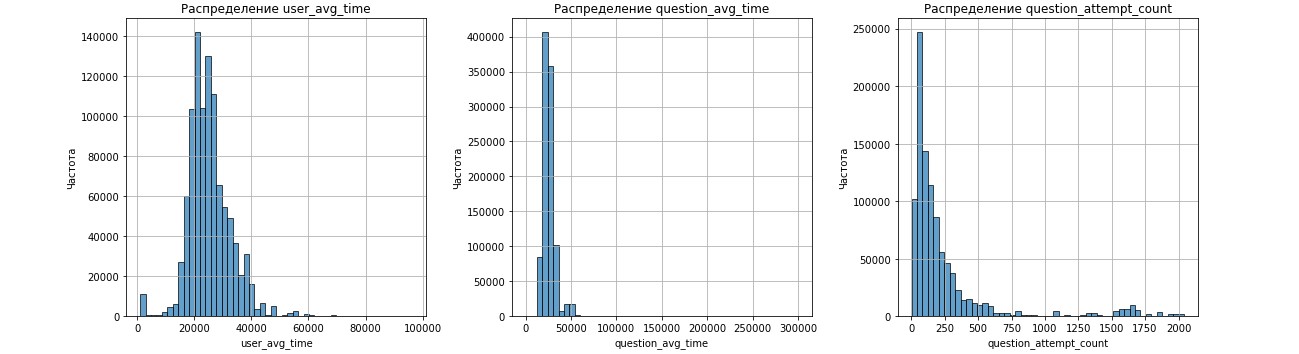 Распределение user_avg_time
140000
120000
100000
80000
60000
40000
20000
0
Частота
0 20000 40000 60000 80000 100000
user_avg_time
Распределение question_avg_time
400000
350000
300000
250000
200000
150000
100000
50000
0
Частота
0 50000 100000 150000 200000 250000 300000
question_avg_time
Распределение question_attempt_count
250000
200000
150000
100000
50000
0
Частота
0 250 500 750 1000 1250 1500 1750 2000
question_attempt_count